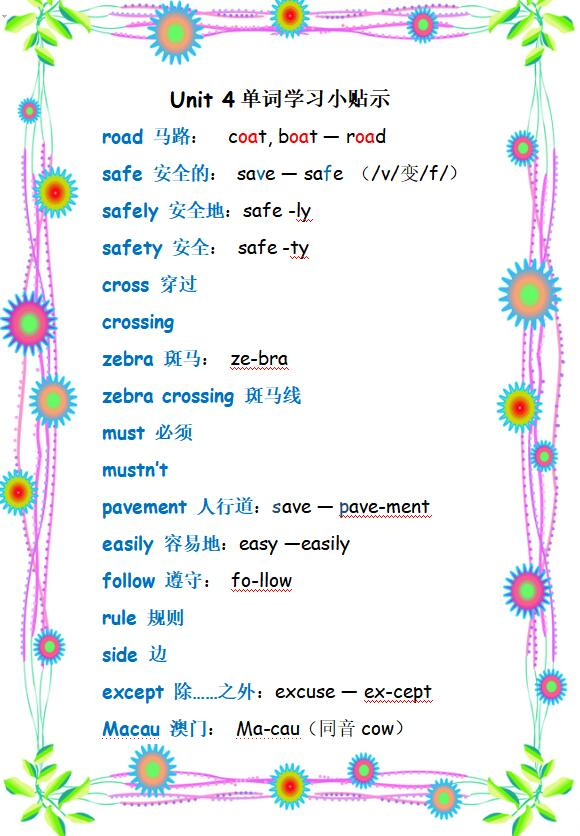 Unit 4 单词学习小贴示
road 马路： coat, boat — road
safe 安全的： save — safe （/v/变/f/）
safely 安全地：safe -ly
safety 安全： safe -ty
cross 穿过
crossing
zebra 斑马： ze-bra
zebra crossing 斑马线
must 必须
mustn't
pavement 人行道：save — pave-ment
easily 容易地：easy —easily
follow 遵守： fo-llow
rule 规则
side 边
except 除……之外：excuse — ex-cept
Macau 澳门： Ma-cau（同音 cow）